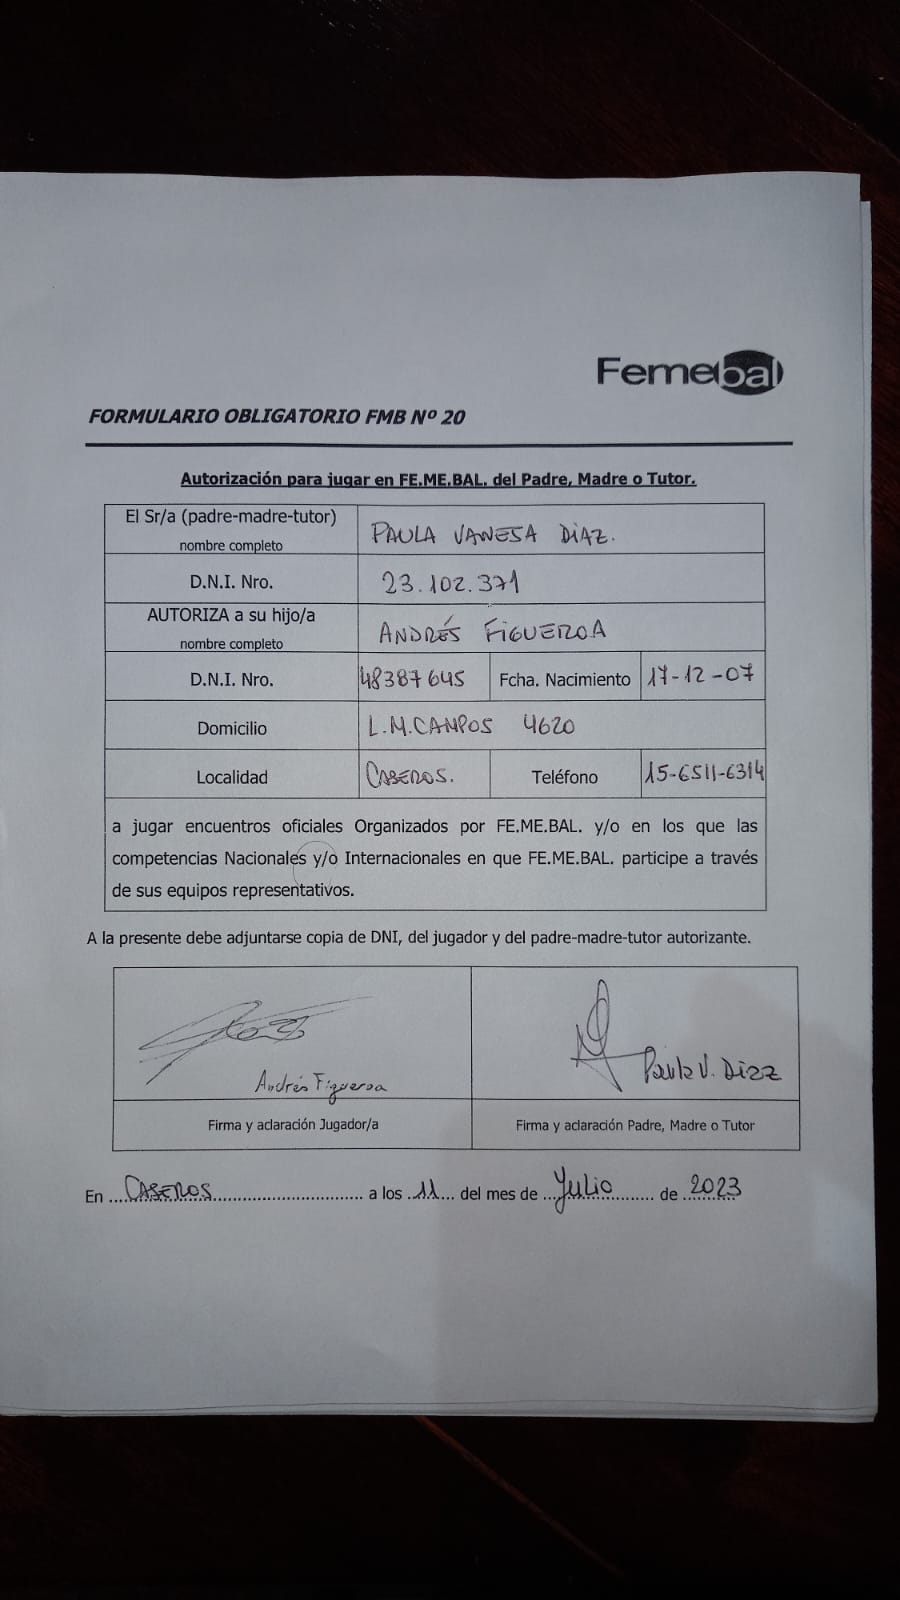 Femebal
FORMULARIO OBLIGATORIO FMB Nº 20
Autorización para jugar en FE.ME.BAL. del Padre, Madre o Tutor.
El Sr/a (padre-madre-tutor)
nombre completo
PAULA VANESA DIAZ.
D.N.I. Nro.
23.102.371
AUTORIZA a su hijo/a
nombre completo
ANDRÉS FIGUEROA
D.N.I. Nro.
48387645
Fcha. Nacimiento
17-12-07
Domicilio
L.M.CAMPOS 4620
Localidad
CASEROS.
Teléfono
15-6511-6314
a jugar encuentros oficiales Organizados por FE.ME.BAL. y/o en los que las
competencias Nacionales y/o Internacionales en que FE.ME.BAL. participe a través
de sus equipos representativos.
A la presente debe adjuntarse copia de DNI, del jugador y del padre-madre-tutor autorizante.
Andrés Figueroa
Paula V. Diaz
Firma y aclaración Jugador/a
Firma y aclaración Padre, Madre o Tutor
En CASEROS a los 11 del mes de Julio de 2023